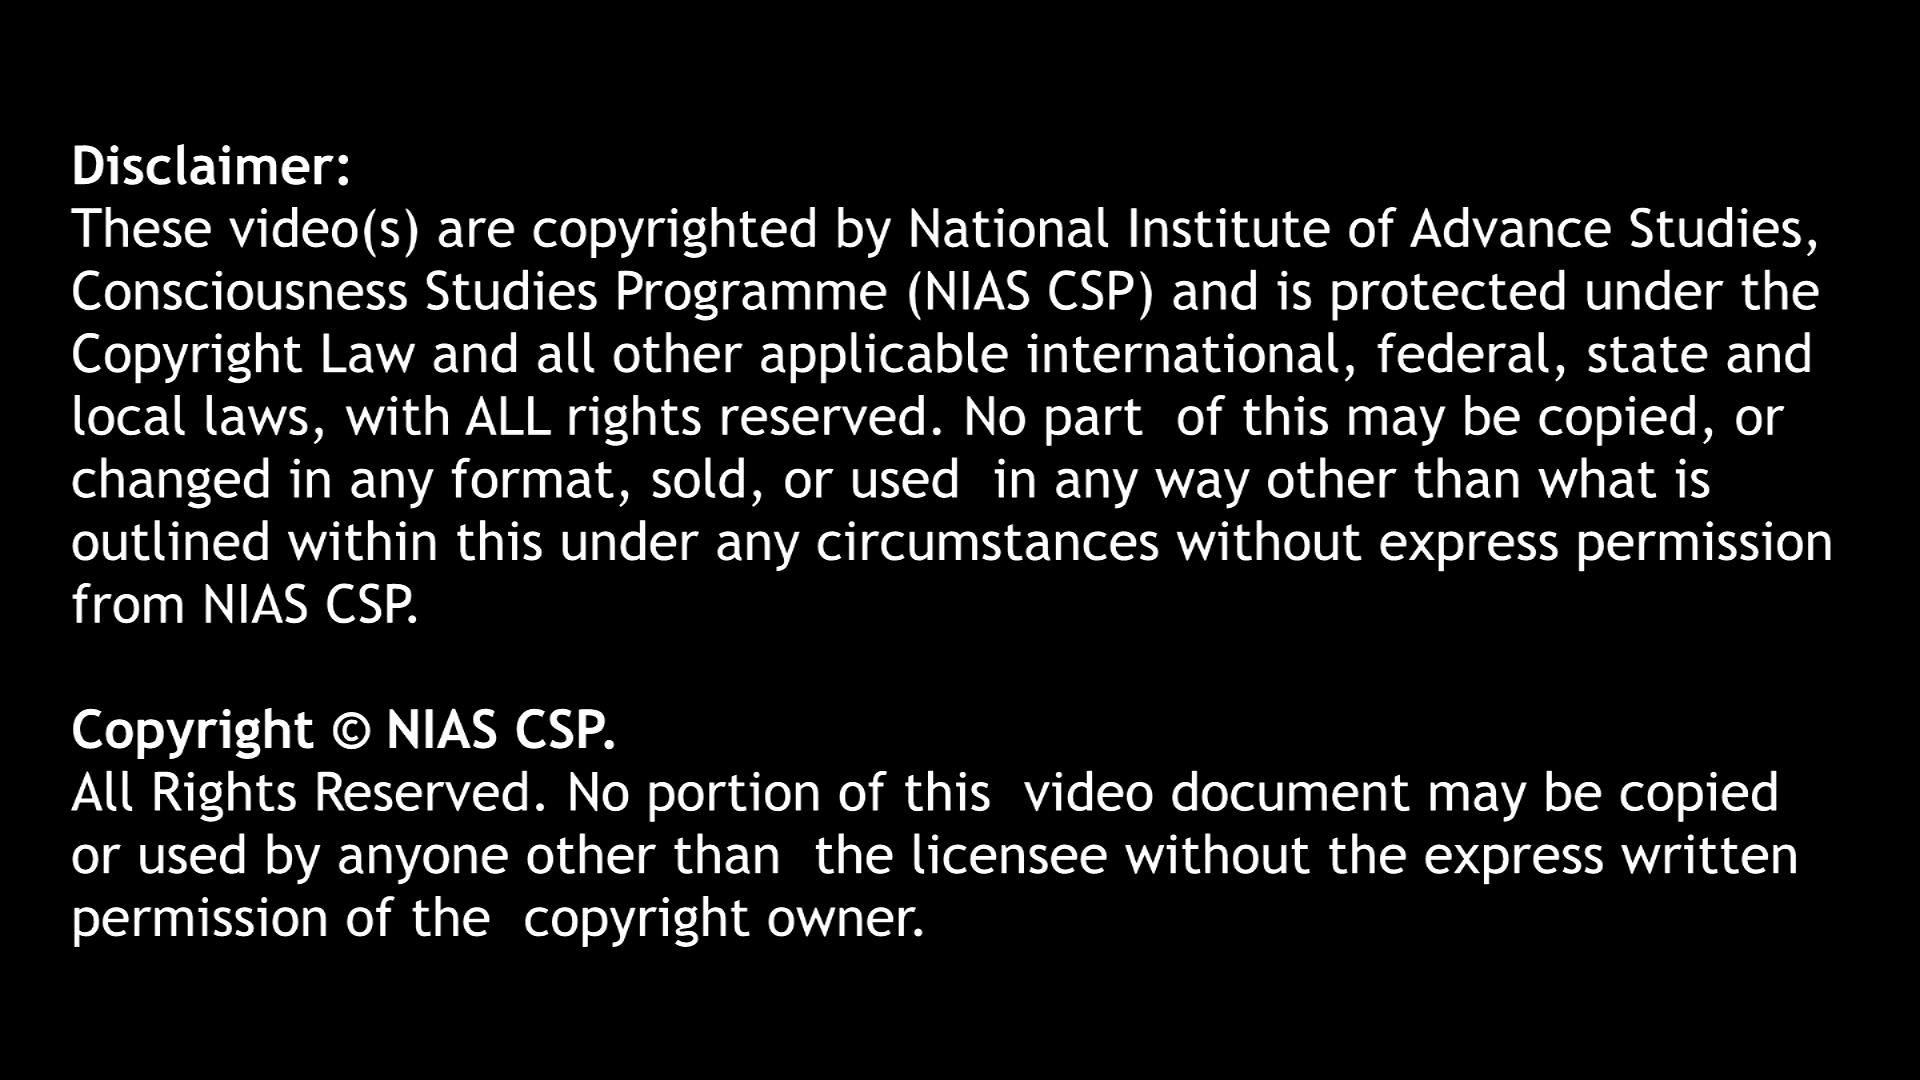 Disclaimer:
These video(s) are copyrighted by National Institute of Advance Studies,
Consciousness Studies Programme (NIAS CSP) and is protected under the
Copyright Law and all other applicable international, federal, state and
local laws, with ALL rights reserved. No part  of this may be copied, or
changed in any format, sold, or used  in any way other than what is
outlined within this under any circumstances without express permission
from NIAS CSP.
Copyright © NIAS CSP.
All Rights Reserved. No portion of this  video document may be copied
or used by anyone other than  the licensee without the express written
permission of the  copyright owner.